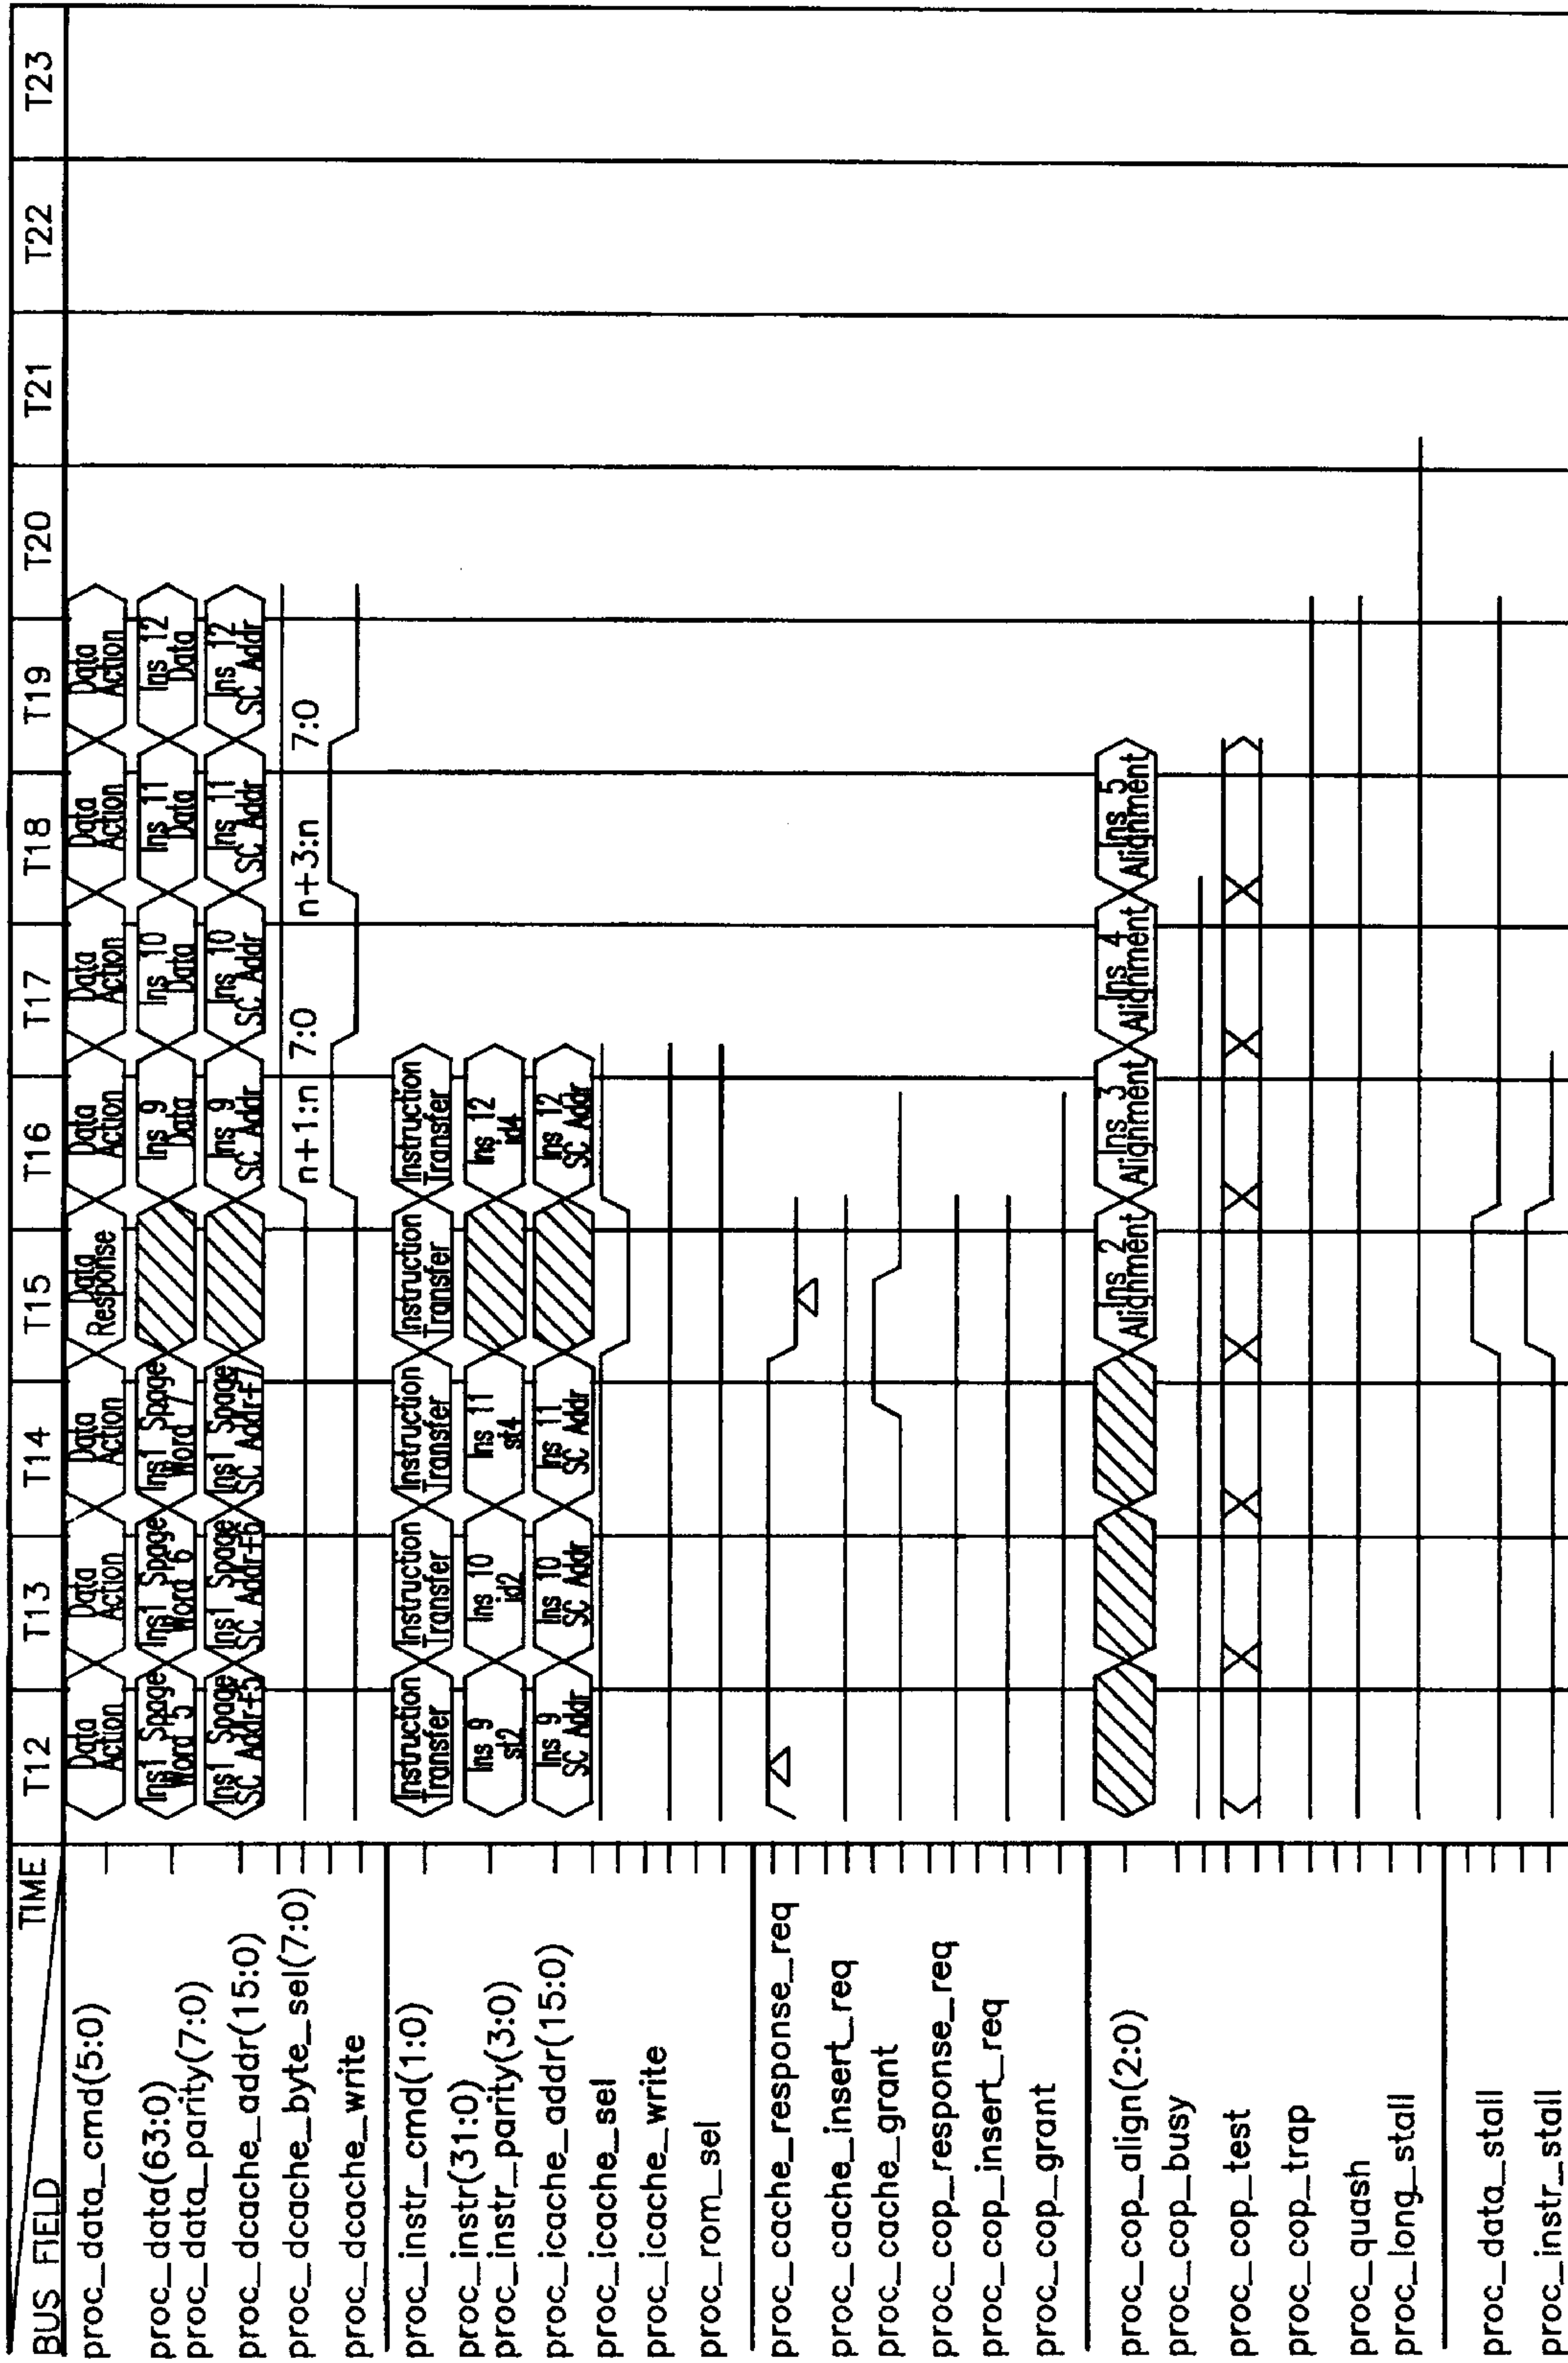 BUS FIELD TIME T12 T13 T14 T15 T16 T17 T18 T19 T20 T21 T22 T23
proc_data_cmd(5:0) Data Action Data Action Data Action Data Response Data Action Data Action Data Action Data Action
proc_data(63:0)
proc_data_parity(7:0) Ins1 Spage Word 5 Ins1 Spage Word 6 Ins1 Spage Word 7 Ins 9 Data Ins 10 Data Ins 11 Data Ins 12 Data
proc_dcache_addr(15:0) Ins1 Spage SC Addr+5 Ins1 Spage SC Addr+6 Ins1 Spage SC Addr+7 Ins 9 SC Addr Ins 10 SC Addr Ins 11 SC Addr Ins 12 SC Addr
proc_dcache_byte_sel(7:0) n+1:n 7:0 n+3:n 7:0
proc_dcache_write
proc_instr_cmd(1:0) Instruction Transfer Instruction Transfer Instruction Transfer Instruction Transfer Instruction Transfer
proc_instr(31:0)
proc_instr_parity(3:0) Ins 9 st2 Ins 10 id2 Ins 11 st4 Ins 12 id4
proc_icache_addr(15:0) Ins 9 SC Addr Ins 10 SC Addr Ins 11 SC Addr Ins 12 SC Addr
proc_icache_sel
proc_icache_write
proc_rom_sel
proc_cache_response_req
proc_cache_insert_req
proc_cache_grant
proc_cop_response_req
proc_cop_insert_req
proc_cop_grant
proc_cop_align(2:0) Ins 2 Alignment Ins 3 Alignment Ins 4 Alignment Ins 5 Alignment
proc_cop_busy
proc_cop_test
proc_cop_trap
proc_quash
proc_long_stall
proc_data_stall
proc_instr_stall